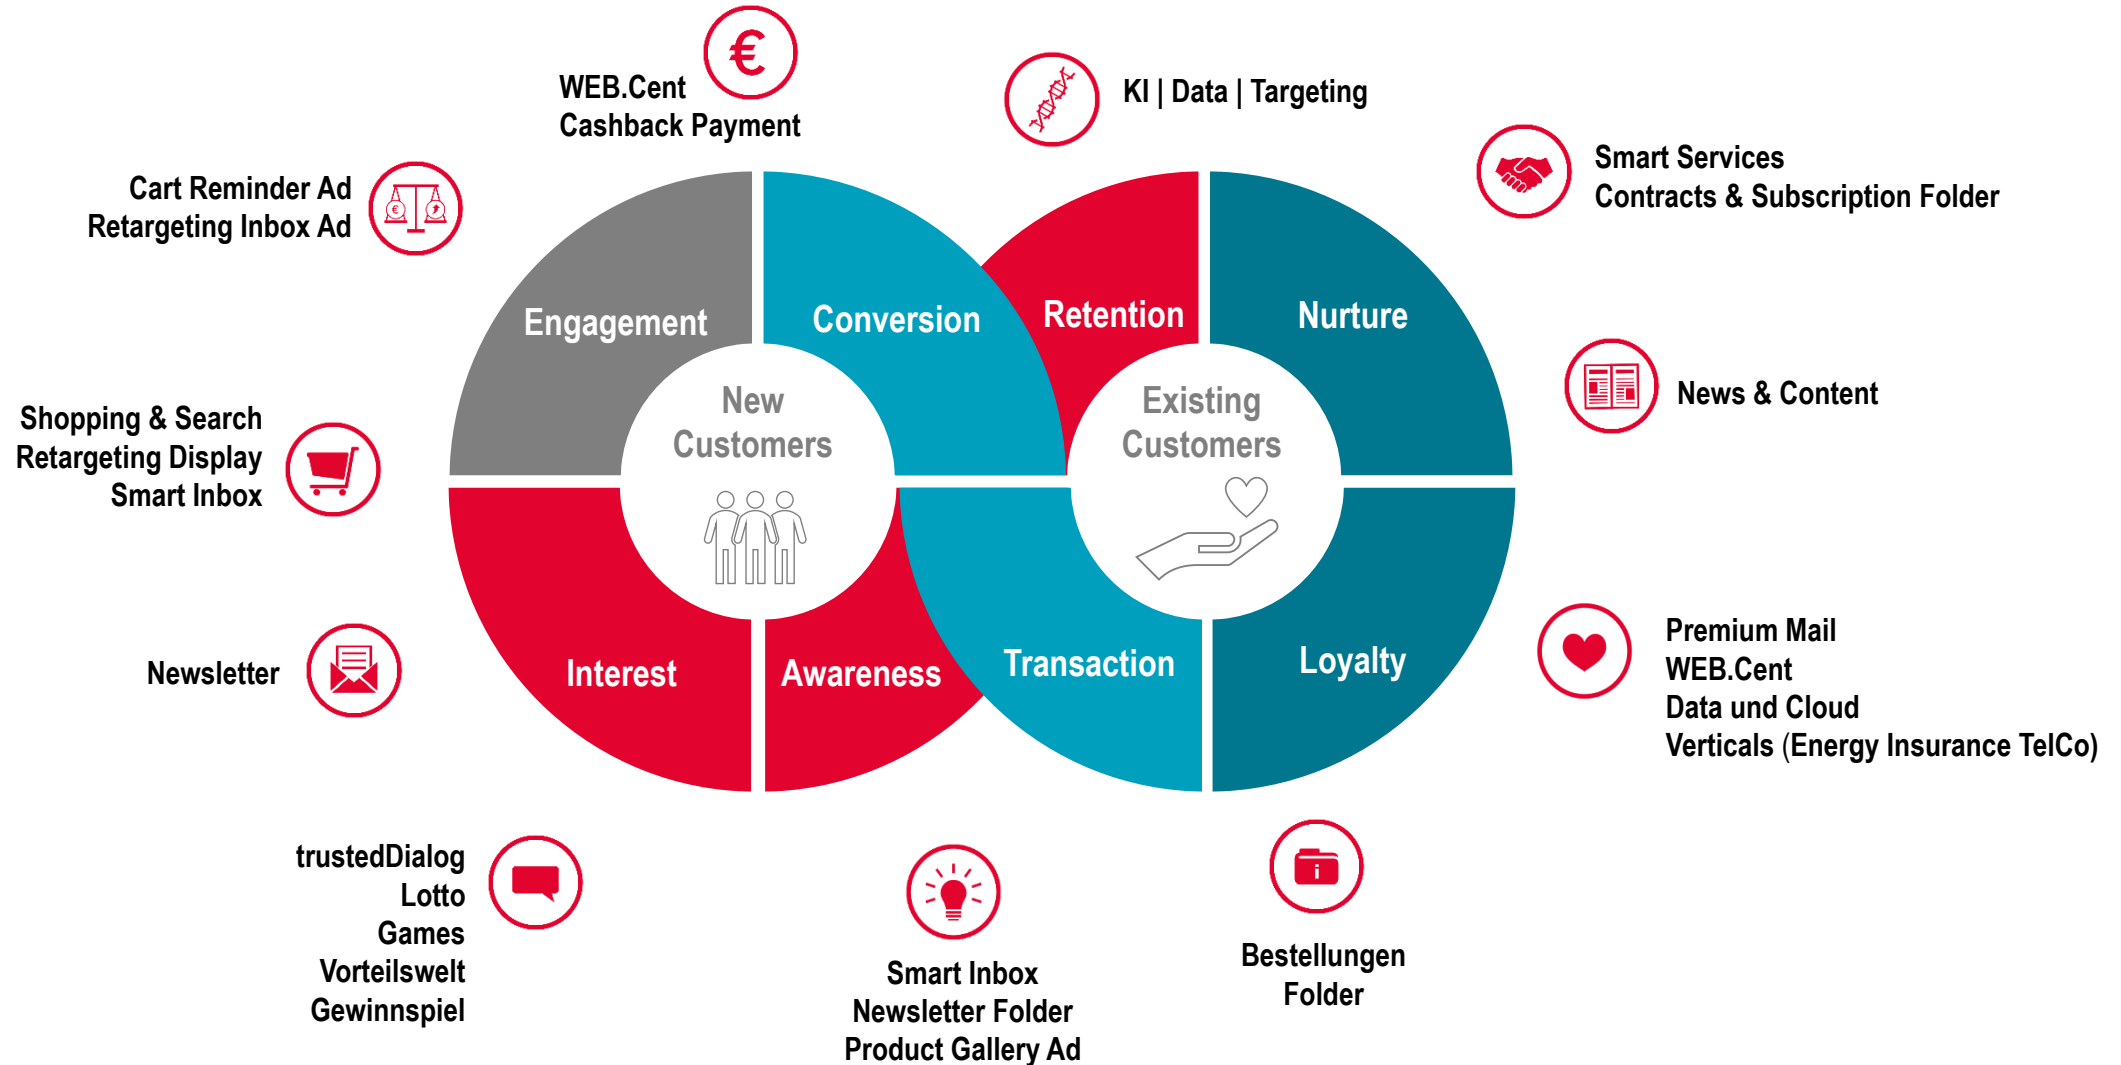 €
WEB.Cent
Cashback Payment
KI | Data | Targeting
Smart Services
Contracts & Subscription Folder
Cart Reminder Ad
Retargeting Inbox Ad
€
Engagement
Conversion
Retention
Nurture
New
Customers
Existing
Customers
News & Content
Shopping & Search
Retargeting Display
Smart Inbox
Newsletter
Interest
Awareness
Transaction
Loyalty
Premium Mail
WEB.Cent
Data und Cloud
Verticals (Energy Insurance TelCo)
trustedDialog
Lotto
Games
Vorteilswelt
Gewinnspiel
Smart Inbox
Newsletter Folder
Product Gallery Ad
i
Bestellungen
Folder